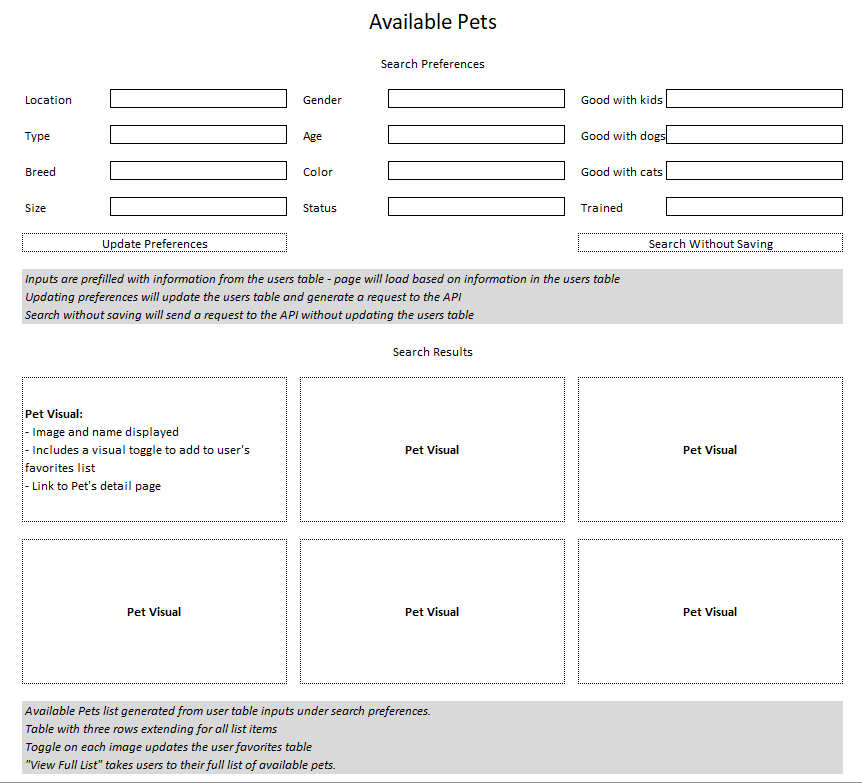 Available Pets
Search Preferences
Location Gender Good with kids
Type Age Good with dogs
Breed Color Good with cats
Size Status Trained
Update Preferences Search Without Saving
Inputs are prefilled with information from the users table - page will load based on information in the users table
Updating preferences will update the users table and generate a request to the API
Search without saving will send a request to the API without updating the users table
Search Results
Pet Visual:
- Image and name displayed
- Includes a visual toggle to add to user's
favorites list
- Link to Pet's detail page
Pet Visual
Pet Visual
Pet Visual
Pet Visual
Pet Visual
Available Pets list generated from user table inputs under search preferences.
Table with three rows extending for all list items
Toggle on each image updates the user favorites table
"View Full List" takes users to their full list of available pets.